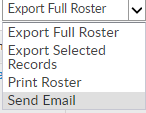 Export Full Roster
Export Full Roster
Export Selected
Records
Print Roster
Send Email